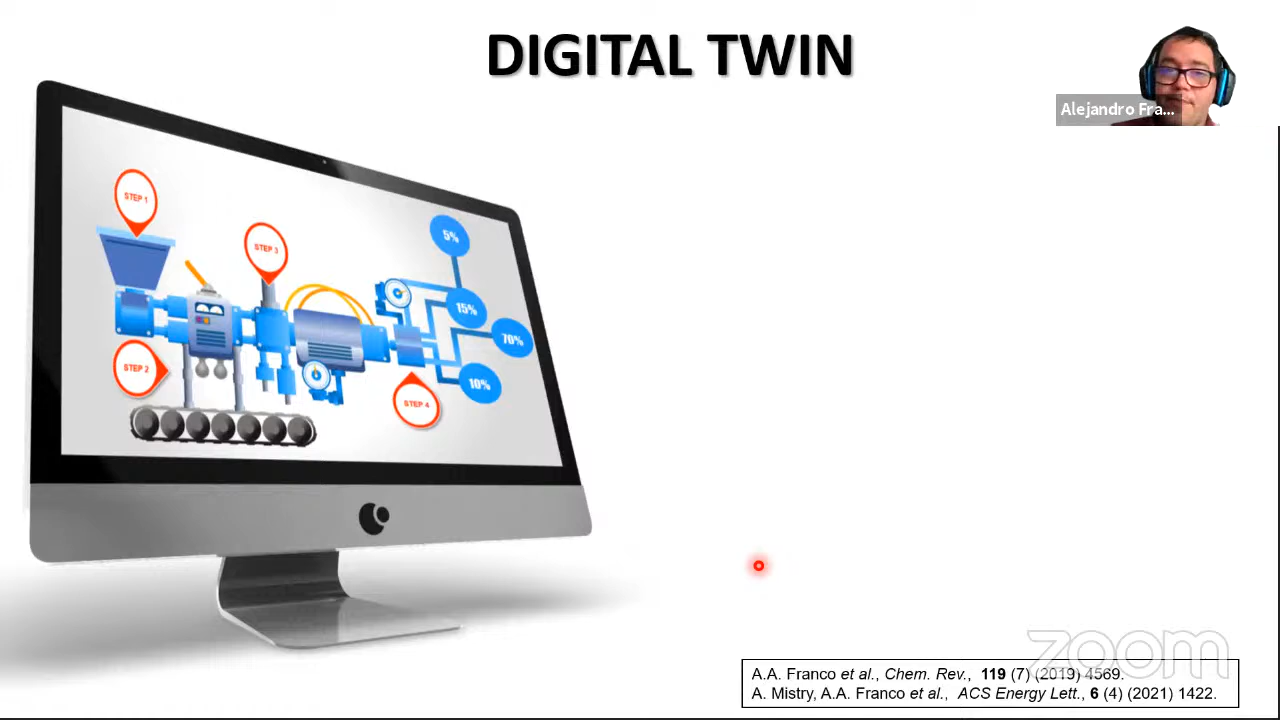 DIGITAL TWIN
Alejandro Fra...
STEP 1
STEP 3
5%
15%
70%
STEP 2
10%
STEP 4
zoom
A.A. Franco et al., Chem. Rev., 119 (7) (2019) 4569.
A. Mistry, A.A. Franco et al., ACS Energy Lett., 6 (4) (2021) 1422.